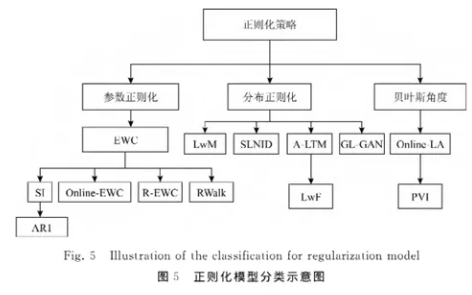 正则化策略
参数正则化 分布正则化 贝叶斯角度
EWC LwM SLNID A-LTM GL-GAN Online-LA
SI Online-EWC R-EWC RWalk LwF PVI
AR1
Fig. 5 Illustration of the classification for regularization model
图 5 正则化模型分类示意图